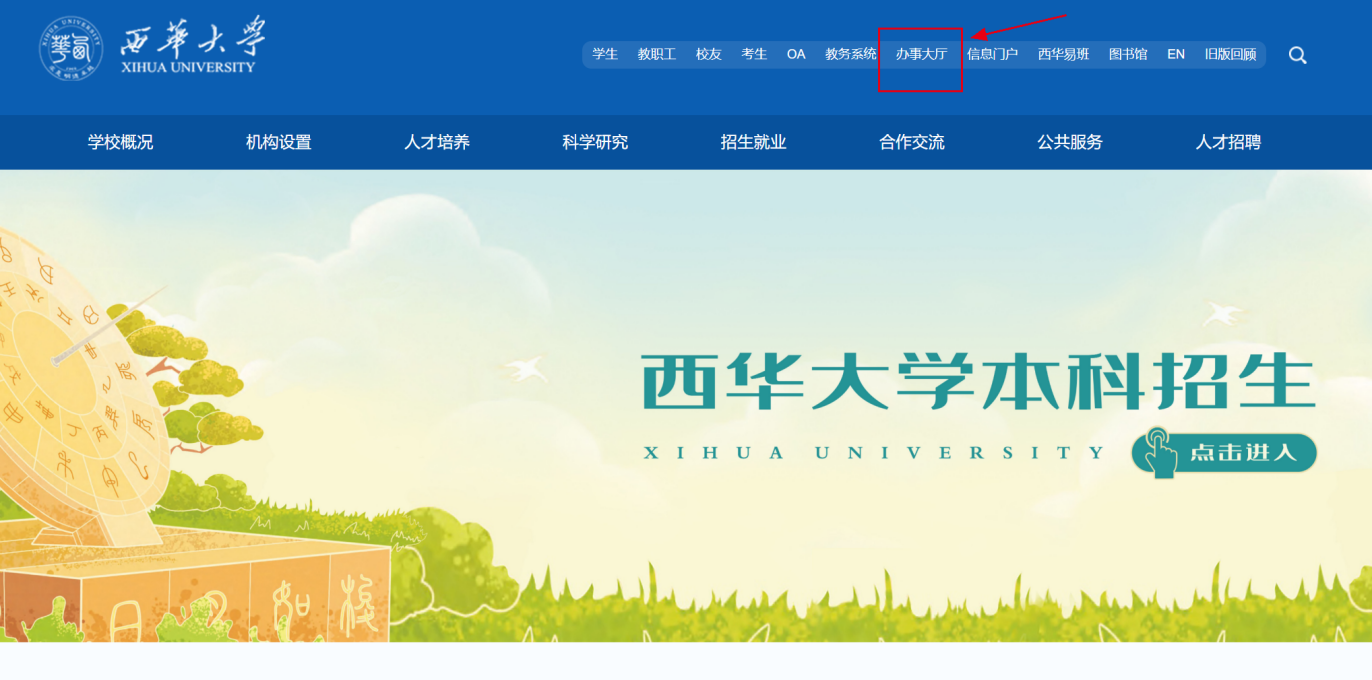 西华大学
XIHUA UNIVERSITY
学生 教职工 校友 考生 OA 教务系统 办事大厅 信息门户 西华易班 图书馆 EN 旧版回顾
学校概况 机构设置 人才培养 科学研究 招生就业 合作交流 公共服务 人才招聘
西华大学本科招生
XIHUA UNIVERSITY
点击进入